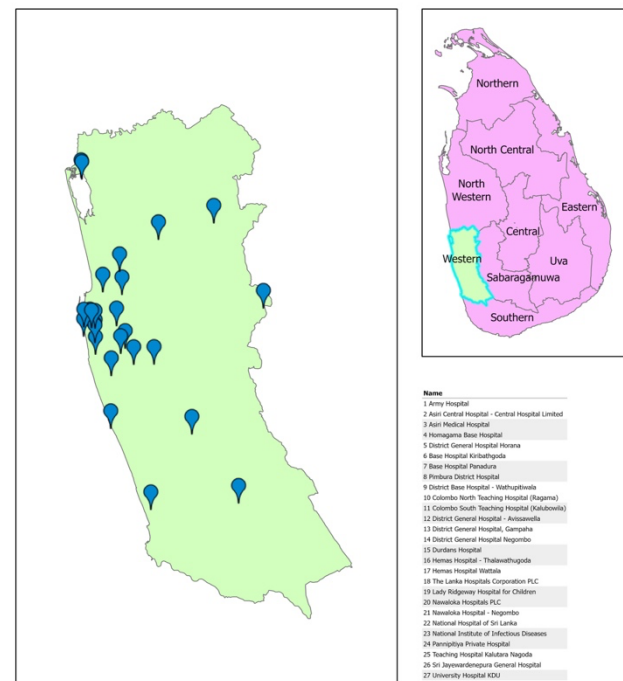 Northern
North Central
North
Western
Eastern
Central
Western
Uva
Sabaragamuwa
Southern
Name
1 Army Hospital
2 Asiri Central Hospital - Central Hospital Limited
3 Asiri Medical Hospital
4 Homagama Base Hospital
5 District General Hospital Horana
6 Base Hospital Kiribathgoda
7 Base Hospital Panadura
8 Pimbura District Hospital
9 District Base Hospital - Wathupitiwala
10 Colombo North Teaching Hospital (Ragama)
11 Colombo South Teaching Hospital (Kalubowila)
12 District General Hospital - Avissawella
13 District General Hospital, Gampaha
14 District General Hospital Negombo
15 Durdans Hospital
16 Hemas Hospital - Thalawathugoda
17 Hemas Hospital Wattala
18 The Lanka Hospitals Corporation PLC
19 Lady Ridgeway Hospital for Children
20 Nawaloka Hospitals PLC
21 Nawaloka Hospital - Negombo
22 National Hospital of Sri Lanka
23 National Institute of Infectious Diseases
24 Pannipitiya Private Hospital
25 Teaching Hospital Kalutara Nagoda
26 Sri Jayewardenepura General Hospital
27 University Hospital KDU